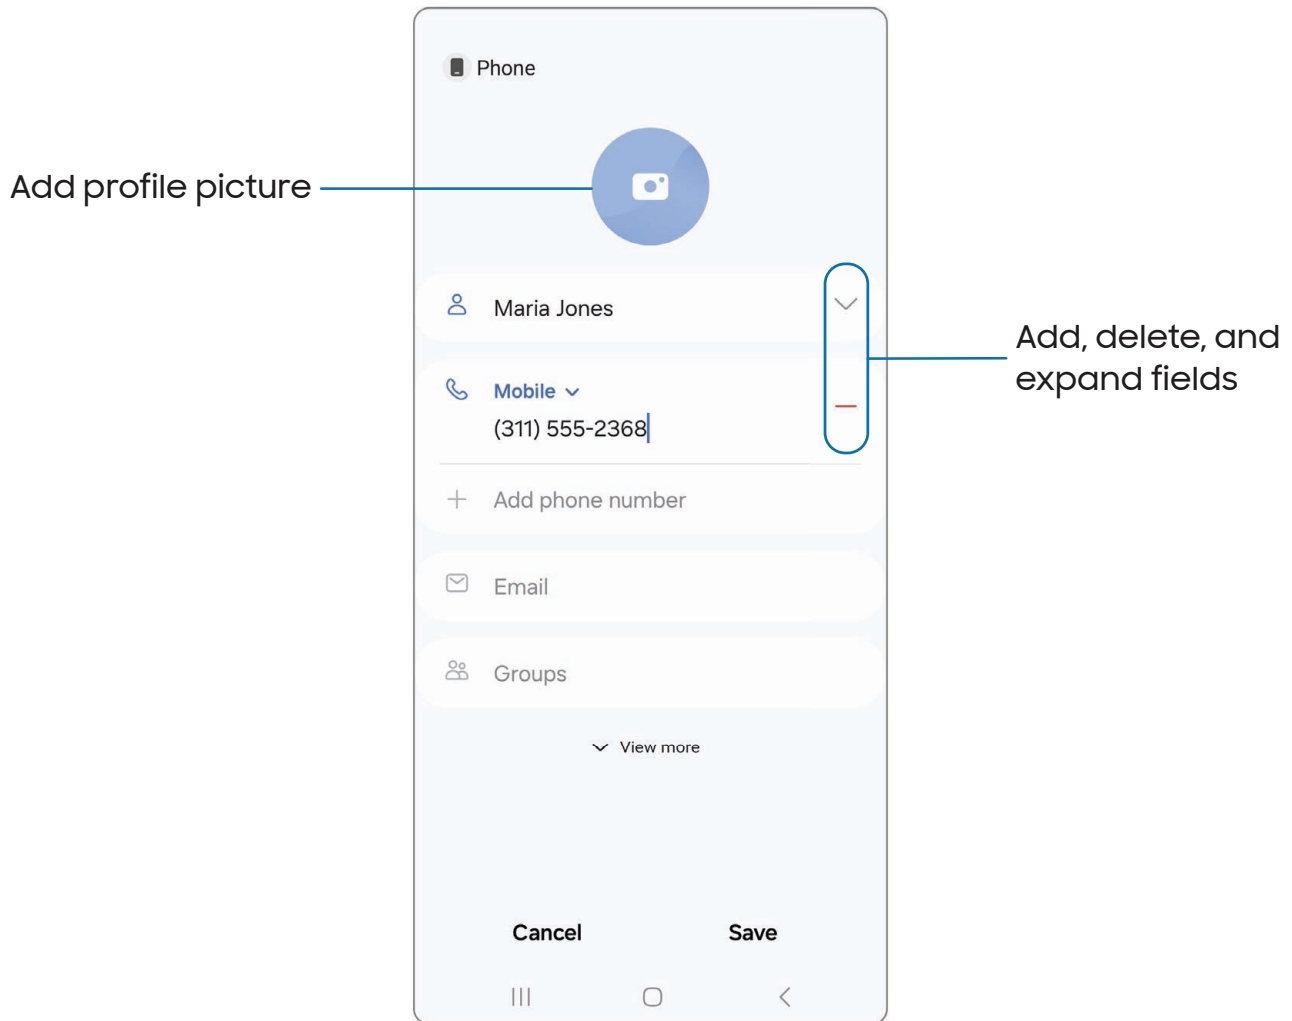 Phone
Add profile picture
Maria Jones
Add, delete, and
expand fields
Mobile
(311) 555-2368
Add phone number
Email
Groups
View more
Cancel
Save